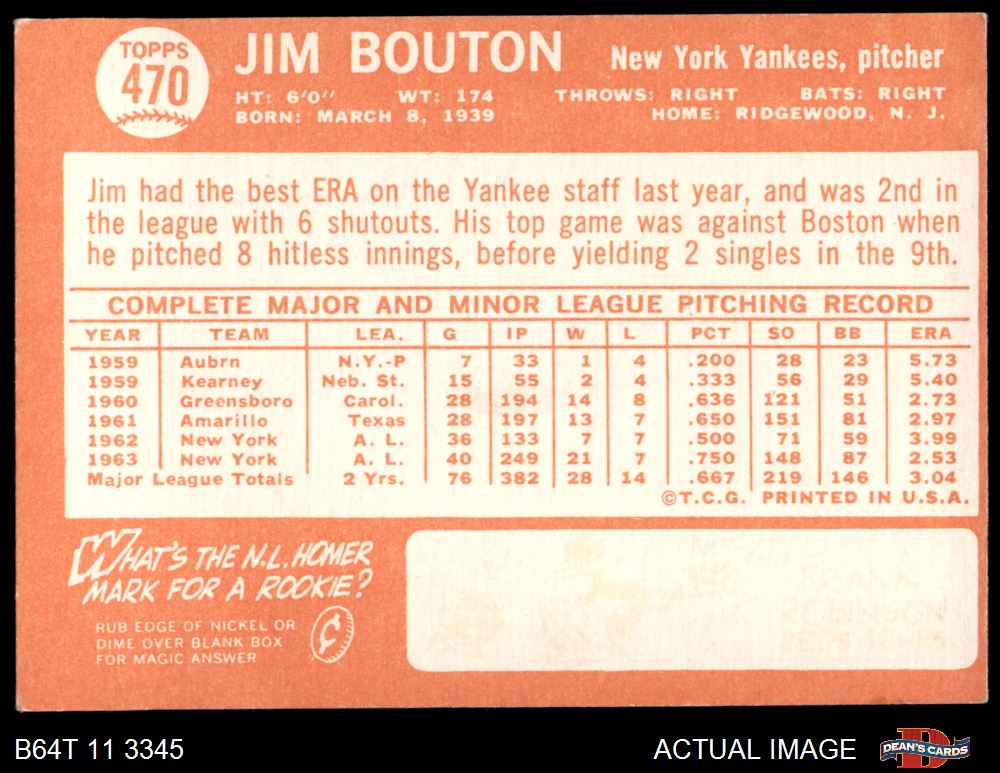 TOPPS
470
JIM BOUTON
New York Yankees, pitcher
HT: 6'0" WT: 174 THROWS: RIGHT BATS: RIGHT
BORN: MARCH 8, 1939 HOME: RIDGEWOOD, N. J.
Jim had the best ERA on the Yankee staff last year, and was 2nd in
the league with 6 shutouts. His top game was against Boston when
he pitched 8 hitless innings, before yielding 2 singles in the 9th.
COMPLETE MAJOR AND MINOR LEAGUE PITCHING RECORD
YEAR TEAM LEA. G IP W L PCT SO BB ERA
1959 Aubrn N.Y.-P 7 33 1 4 .200 28 23 5.73
1959 Kearney Neb. St. 15 55 2 4 .333 56 29 5.40
1960 Greensboro Carol. 28 194 14 8 .636 121 51 2.73
1961 Amarillo Texas 28 197 13 7 .650 151 81 2.97
1962 New York A. L. 36 133 7 7 .500 71 59 3.99
1963 New York A. L. 40 249 21 7 .750 148 87 2.53
Major League Totals 2 Yrs. 76 382 28 14 .667 219 146 3.04
©T.C.G. PRINTED IN U.S.A.
WHAT'S THE N.L. HOMER
MARK FOR A ROOKIE?
RUB EDGE OF NICKEL OR
DIME OVER BLANK BOX
FOR MAGIC ANSWER
¢
FRANK
ROBINSON
B64T 11 3345
ACTUAL IMAGE
DEAN'S CARDS